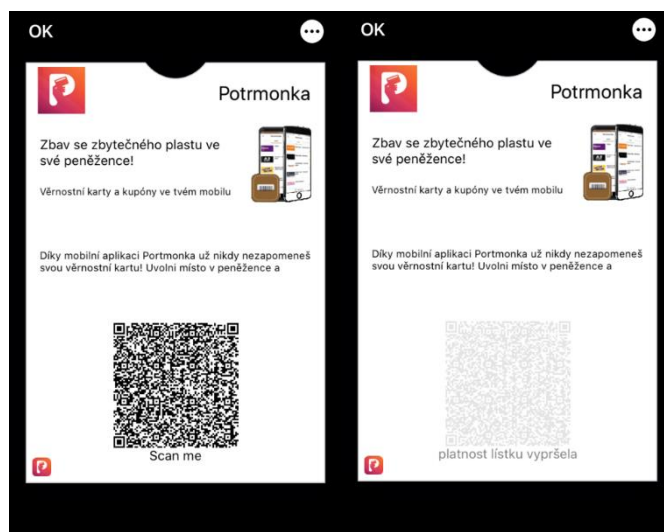 OK
Potrmonka
Zbav se zbytečného plastu ve
své peněžence!
Věrnostní karty a kupóny ve tvém mobilu
Díky mobilní aplikaci Portmonka už nikdy nezapomeneš
svou věrnostní kartu! Uvolni místo v peněžence a
Scan me
OK
Potrmonka
Zbav se zbytečného plastu ve
své peněžence!
Věrnostní karty a kupóny ve tvém mobilu
Díky mobilní aplikaci Portmonka už nikdy nezapomeneš
svou věrnostní kartu! Uvolni místo v peněžence a
platnost lístku vypršela